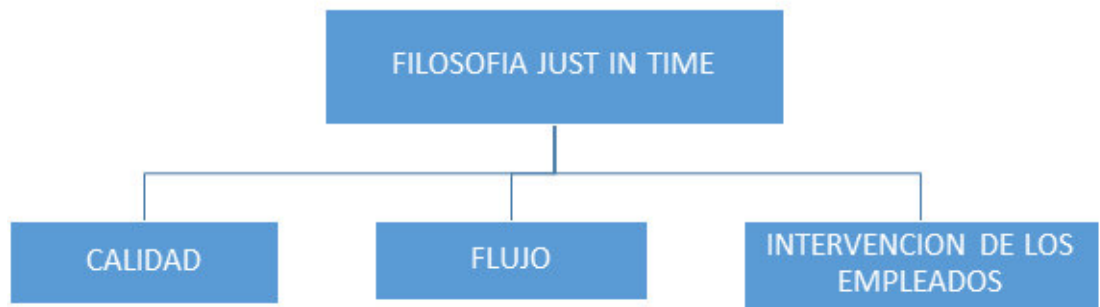 FILOSOFIA JUST IN TIME
CALIDAD
FLUJO
INTERVENCION DE LOS
EMPLEADOS